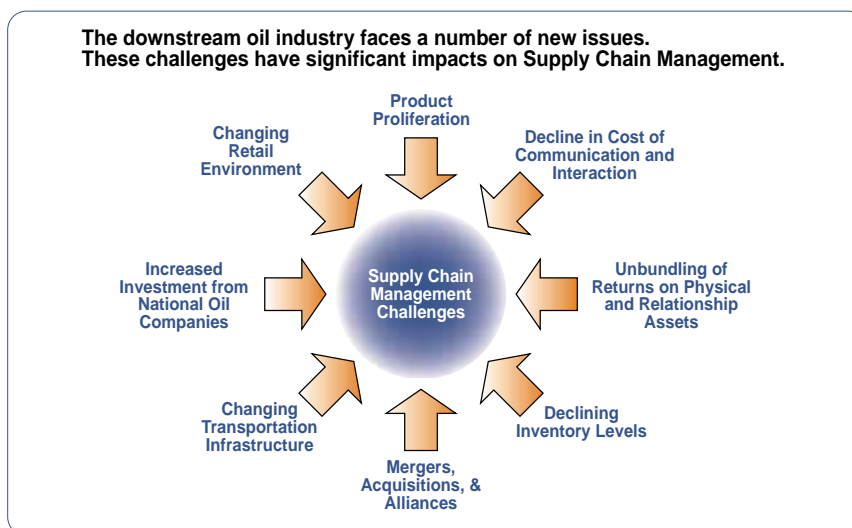 The downstream oil industry faces a number of new issues.
These challenges have significant impacts on Supply Chain Management.
Product
Proliferation
Changing
Retail
Environment
Decline in Cost of
Communication and
Interaction
Increased
Investment from
National Oil
Companies
Supply Chain
Management
Challenges
Unbundling of
Returns on Physical
and Relationship
Assets
Changing
Transportation
Infrastructure
Declining
Inventory Levels
Mergers,
Acquisitions, &
Alliances